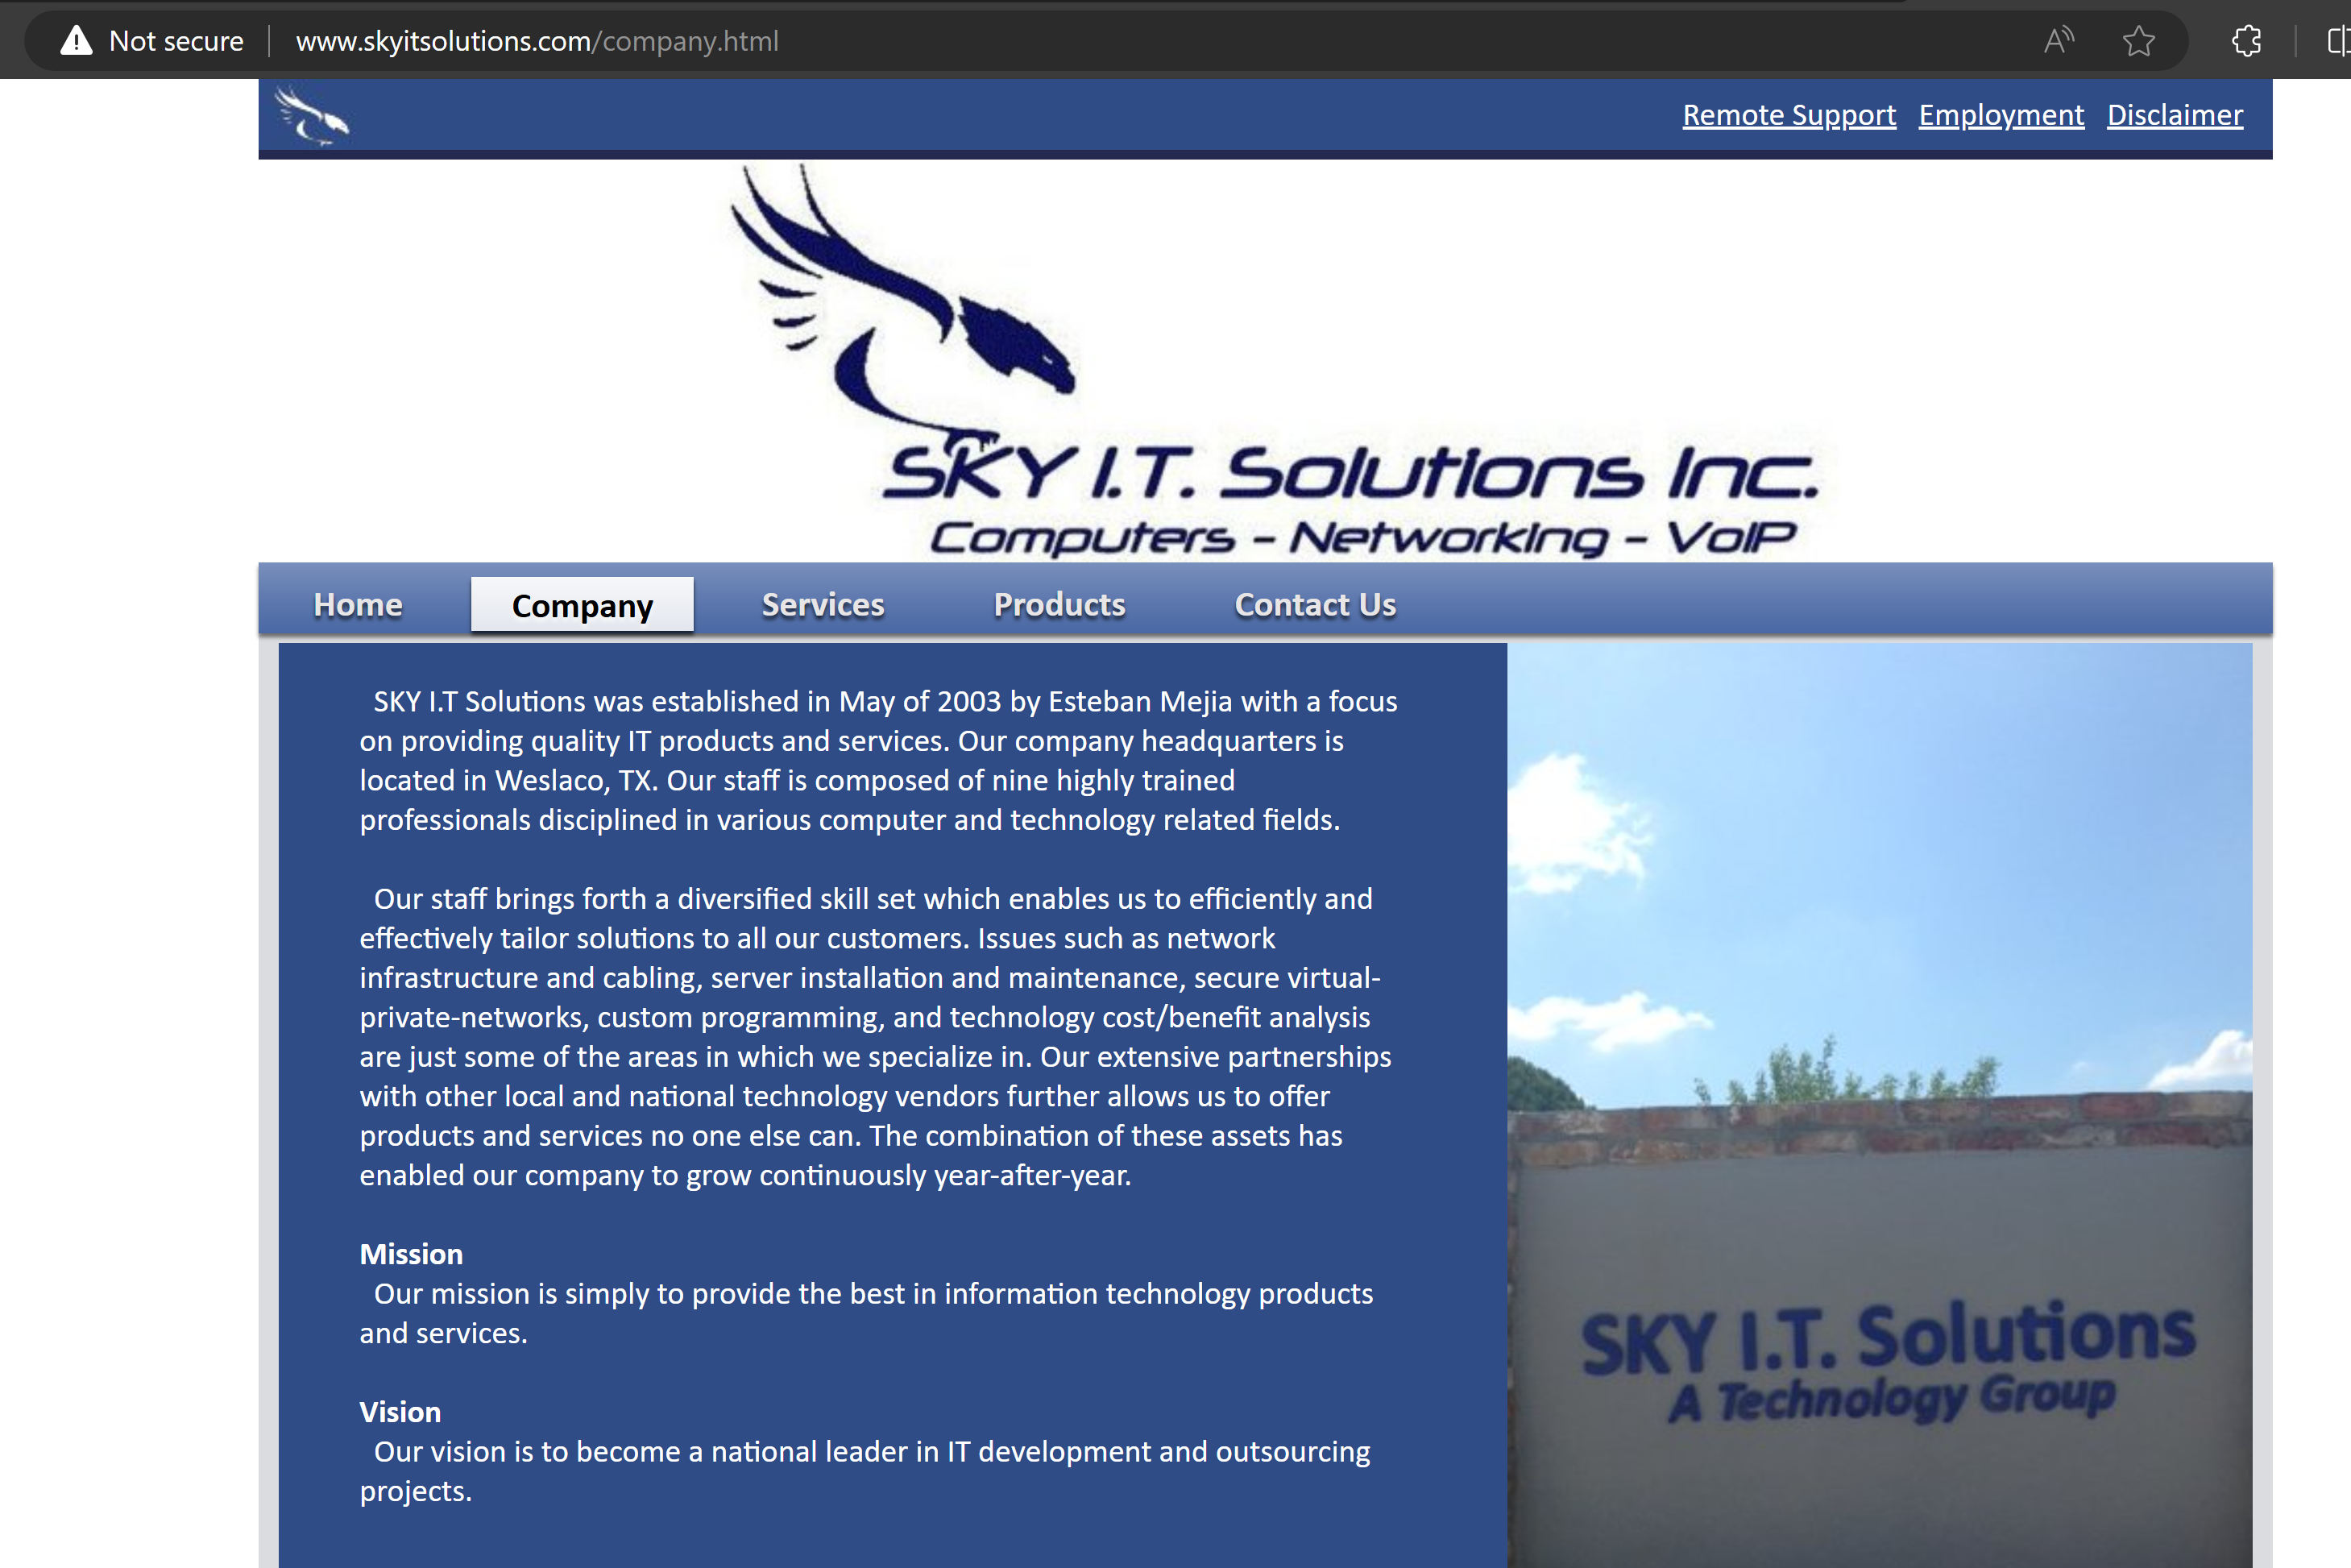 Not secure www.skyitsolutions.com/company.html
Remote Support Employment Disclaimer
SKY I.T. Solutions Inc.
Computers - Networking - VoIP
Home Company Services Products Contact Us
SKY I.T Solutions was established in May of 2003 by Esteban Mejia with a focus
on providing quality IT products and services. Our company headquarters is
located in Weslaco, TX. Our staff is composed of nine highly trained
professionals disciplined in various computer and technology related fields.
Our staff brings forth a diversified skill set which enables us to efficiently and
effectively tailor solutions to all our customers. Issues such as network
infrastructure and cabling, server installation and maintenance, secure virtual-
private-networks, custom programming, and technology cost/benefit analysis
are just some of the areas in which we specialize in. Our extensive partnerships
with other local and national technology vendors further allows us to offer
products and services no one else can. The combination of these assets has
enabled our company to grow continuously year-after-year.
Mission
Our mission is simply to provide the best in information technology products
and services.
Vision
Our vision is to become a national leader in IT development and outsourcing
projects.
SKY I.T. Solutions
A Technology Group